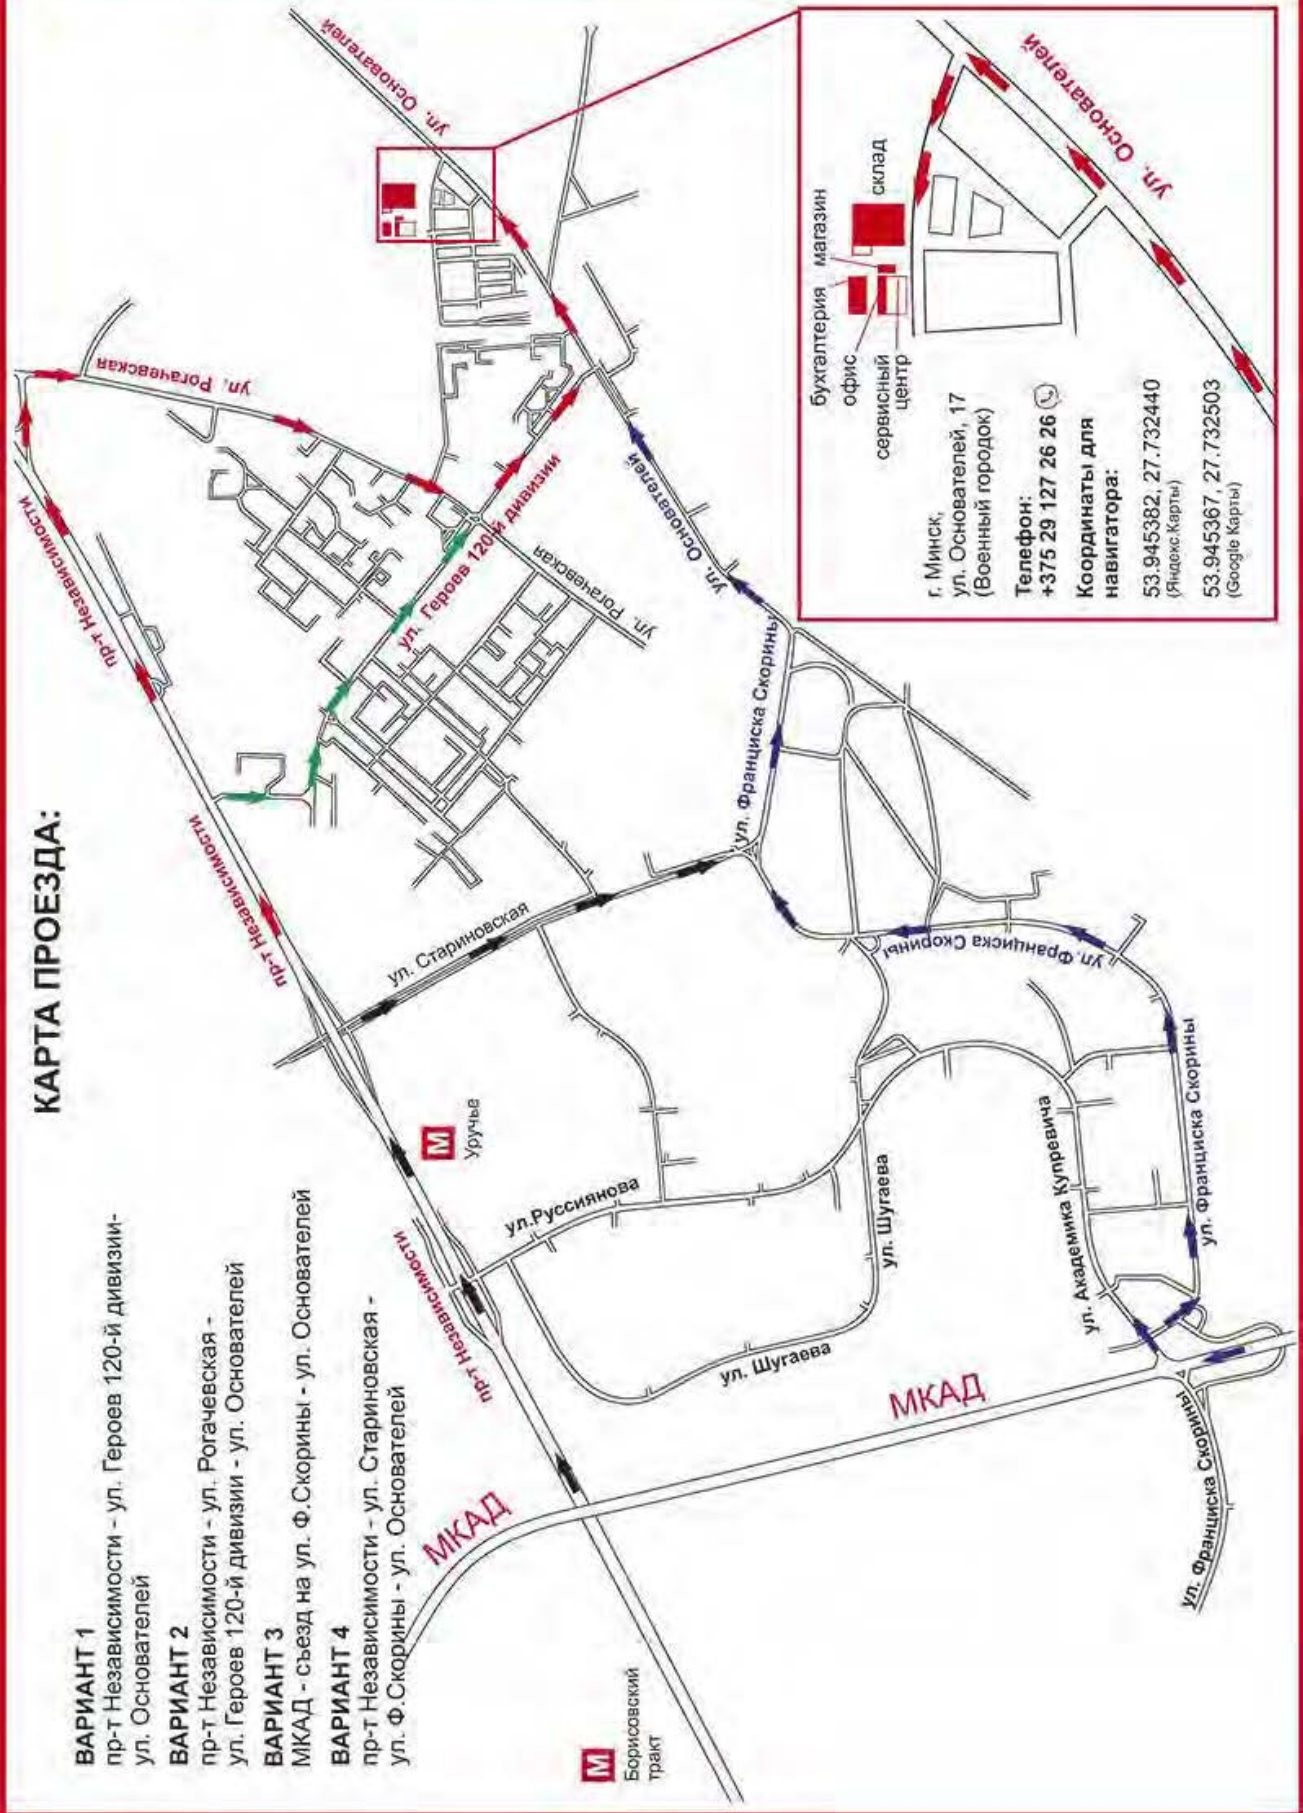 КАРТА ПРОЕЗДА:
ВАРИАНТ 1
пр-т Независимости - ул. Героев 120-й дивизии-
ул. Основателей
ВАРИАНТ 2
пр-т Независимости - ул. Рогачевская -
ул. Героев 120-й дивизии - ул. Основателей
ВАРИАНТ 3
МКАД - съезд на ул. Ф.Скорины - ул. Основателей
ВАРИАНТ 4
пр-т Независимости - ул. Стариновская -
ул. Ф.Скорины - ул. Основателей
М
Борисовский
тракт
МКАД
МКАД
пр-т Независимости
М
Уручье
пр-т Независимости
пр-т Независимости
пр-т Независимости
ул. Рогачевская
ул. Основателей
ул. Стариновская
ул. Героев 120-й дивизии
ул. Рогачевская
ул.Руссиянова
ул. Шугаева
ул. Шугаева
ул. Академика Купревича
ул. Франциска Скорины
ул. Франциска Скорины
ул. Франциска Скорины
ул. Франциска Скорины
ул. Основателей
бухгалтерия
магазин
офис
склад
сервисный
центр
ул. Основателей
г. Минск,
ул. Основателей, 17
(Военный городок)
Телефон:
+375 29 127 26 26
Координаты для
навигатора:
53.945382, 27.732440
(Яндекс.Карты)
53.945367, 27.732503
(Google Карты)